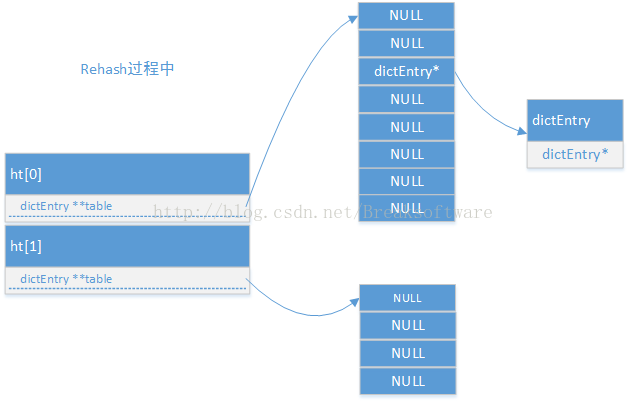 Rehash过程中
NULL
NULL
dictEntry*
NULL
NULL
NULL
NULL
NULL
dictEntry
dictEntry*
ht[0]
dictEntry **table
http://blog.csdn.net/Breaksoftware
ht[1]
dictEntry **table
NULL
NULL
NULL
NULL